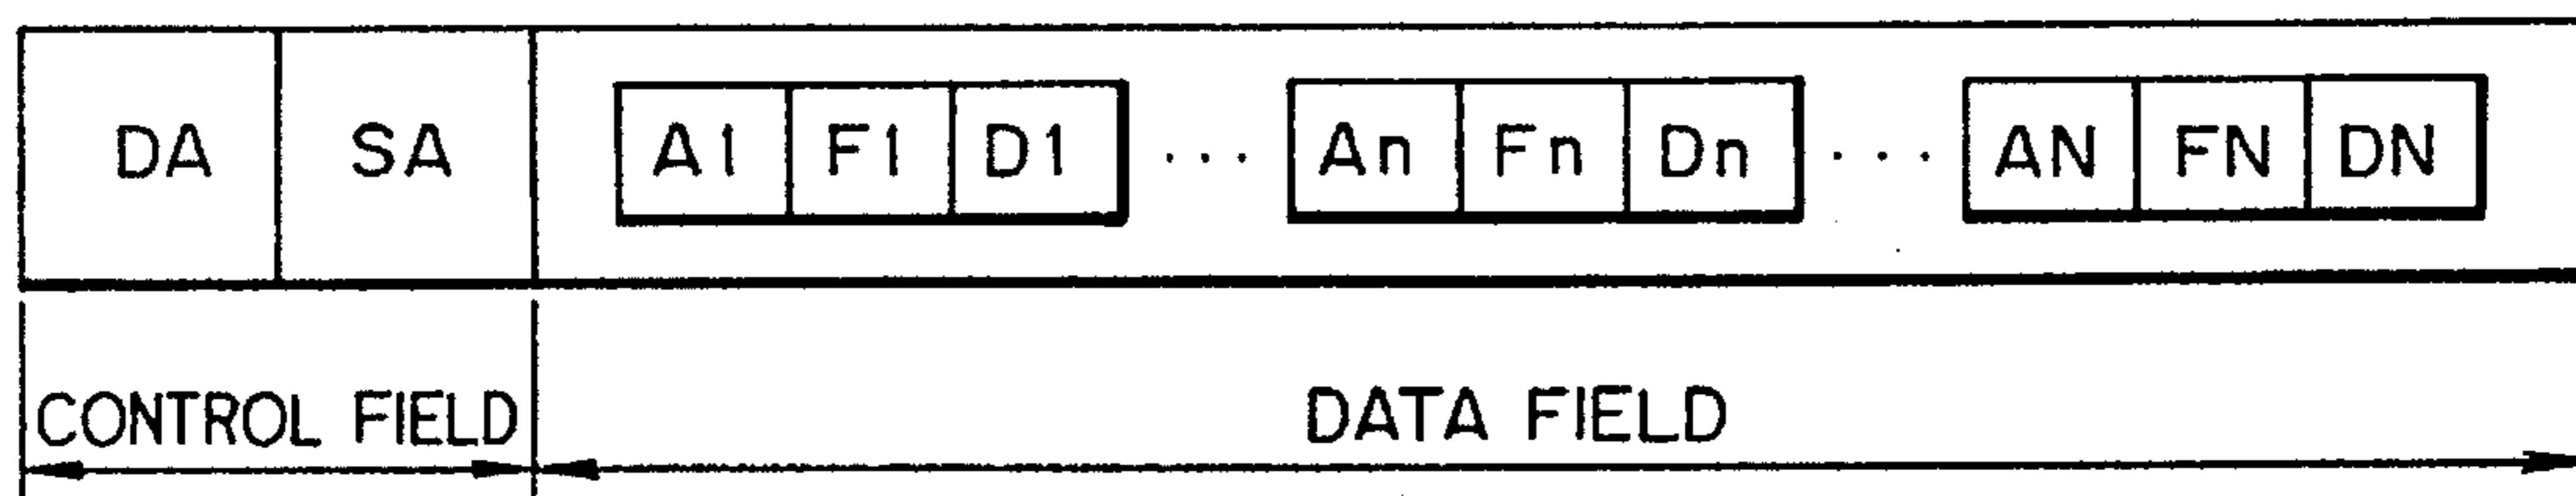 DA SA A1 F1 D1 ... An Fn Dn ... AN FN DN
CONTROL FIELD DATA FIELD